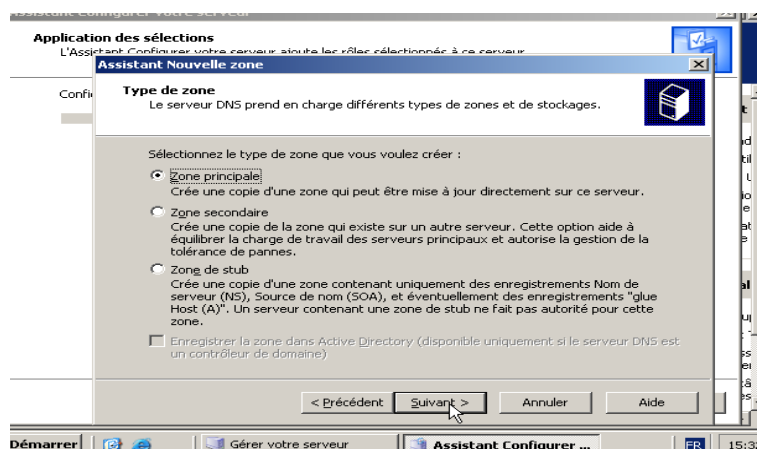 Assistant Configurer votre serveur
Application des sélections
L'Assistant Configurer votre serveur ajoute les rôles sélectionnés à ce serveur
Assistant Nouvelle zone
Confi
Type de zone
Le serveur DNS prend en charge différents types de zones et de stockages.
Sélectionnez le type de zone que vous voulez créer :
Zone principale
Crée une copie d'une zone qui peut être mise à jour directement sur ce serveur.
Zone secondaire
Crée une copie de la zone qui existe sur un autre serveur. Cette option aide à
équilibrer la charge de travail des serveurs principaux et autorise la gestion de la
tolérance de pannes.
Zone de stub
Crée une copie d'une zone contenant uniquement des enregistrements Nom de
serveur (NS), Source de nom (SOA), et éventuellement des enregistrements "glue
Host (A)". Un serveur contenant une zone de stub ne fait pas autorité pour cette
zone.
Enregistrer la zone dans Active Directory (disponible uniquement si le serveur DNS est
un contrôleur de domaine)
< Précédent Suivant > Annuler Aide
Démarrer Gérer votre serveur Assistant Configurer ... FR 15:3